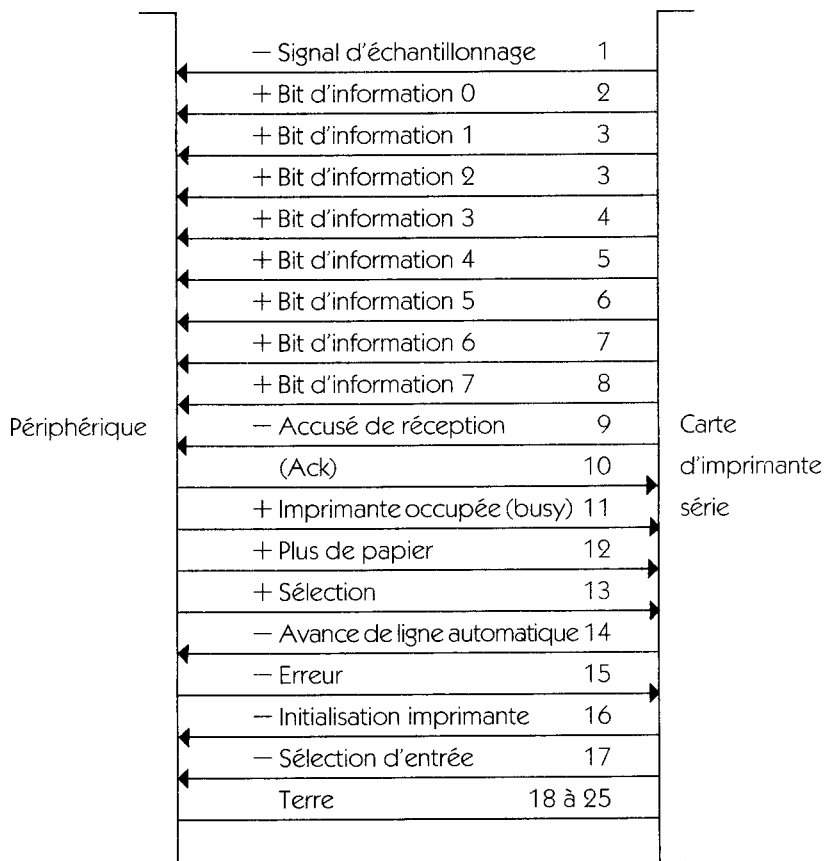 − Signal d'échantillonnage 1
+ Bit d'information 0 2
+ Bit d'information 1 3
+ Bit d'information 2 3
+ Bit d'information 3 4
+ Bit d'information 4 5
+ Bit d'information 5 6
+ Bit d'information 6 7
+ Bit d'information 7 8
Périphérique
− Accusé de réception 9
(Ack) 10
Carte
d'imprimante
série
+ Imprimante occupée (busy) 11
+ Plus de papier 12
+ Sélection 13
− Avance de ligne automatique 14
− Erreur 15
− Initialisation imprimante 16
− Sélection d'entrée 17
Terre 18 à 25